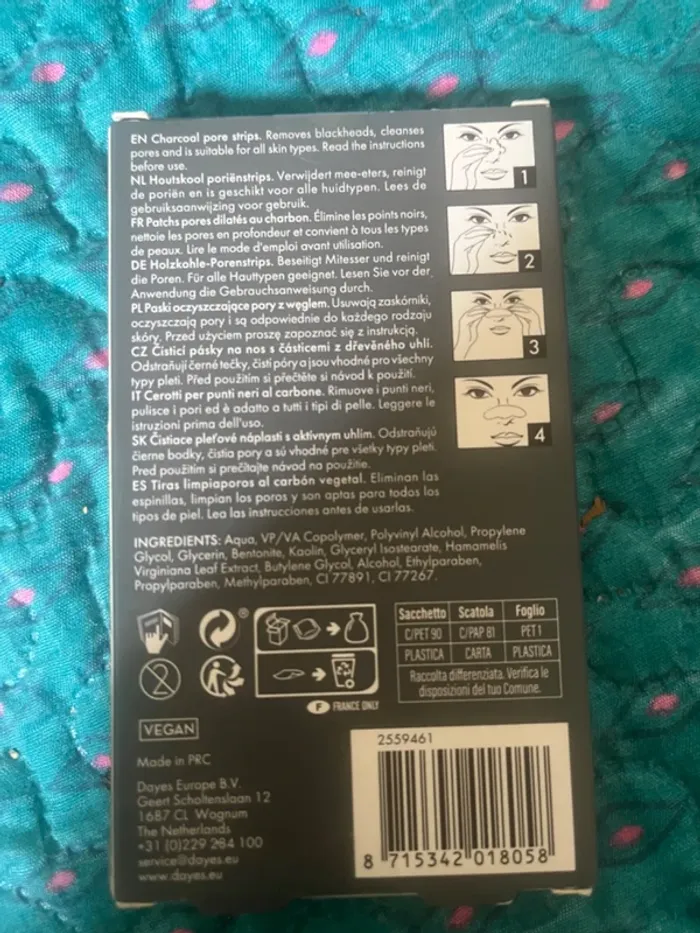 EN Charcoal pore strips. Removes blackheads, cleanses
pores and is suitable for all skin types. Read the instructions
before use.
NL Houtskool poriënstrips. Verwijdert mee-eters, reinigt
de poriën en is geschikt voor alle huidtypen. Lees de
gebruiksaanwijzing voor gebruik.
FR Patchs pores dilatés au charbon. Élimine les points noirs,
nettoie les pores en profondeur et convient à tous les types
de peaux. Lire le mode d'emploi avant utilisation.
DE Holzkohle-Porenstrips. Beseitigt Mitesser und reinigt
die Poren. Für alle Hauttypen geeignet. Lesen Sie vor der
Anwendung die Gebrauchsanweisung durch.
PL Paski oczyszczające pory z węglem. Usuwają zaskórniki,
oczyszczają pory i są odpowiednie do każdego rodzaju
skóry. Przed użyciem proszę zapoznać się z instrukcją.
CZ Čisticí pásky na nos s částicemi z dřevěného uhlí.
Odstraňují černé tečky, čistí póry a jsou vhodné pro všechny
typy pleti. Před použitím si přečtěte si návod k použití.
IT Cerotti per punti neri al carbone. Rimuove i punti neri,
pulisce i pori ed è adatto a tutti i tipi di pelle. Leggere le
istruzioni prima dell'uso.
SK Čistiace pleťové náplasti s aktívnym uhlím. Odstraňujú
čierne bodky, čistia póry a sú vhodné pre všetky typy pleti.
Pred použitím si prečítajte návod na použitie.
ES Tiras limpiaporos al carbón vegetal. Eliminan las
espinillas, limpian los poros y son aptas para todos los
tipos de piel. Lea las instrucciones antes de usarlas.
1
2
3
4
INGREDIENTS: Aqua, VP/VA Copolymer, Polyvinyl Alcohol, Propylene
Glycol, Glycerin, Bentonite, Kaolin, Glyceryl Isostearate, Hamamelis
Virginiana Leaf Extract, Butylene Glycol, Alcohol, Ethylparaben,
Propylparaben, Methylparaben, CI 77891, CI 77267.
®
2
F FRANCE ONLY
Sacchetto Scatola Foglio
C/PET 90 C/PAP 81 PET 1
PLASTICA CARTA PLASTICA
Raccolta differenziata. Verifica le
disposizioni del tuo Comune.
VEGAN
Made in PRC
Dayes Europe B.V.
Geert Scholtenslaan 12
1687 CL Wognum
The Netherlands
+31 (0)229 284 100
service@dayes.eu
www.dayes.eu
2559461
8 715342 018058